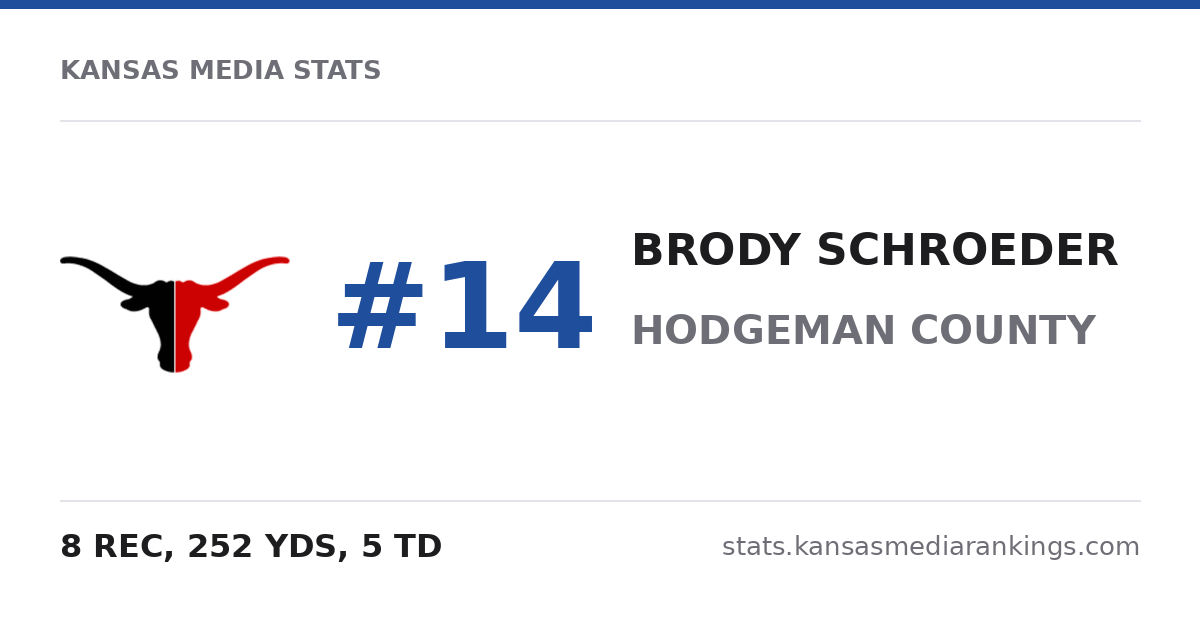 KANSAS MEDIA STATS
#14
BRODY SCHROEDER
HODGEMAN COUNTY
8 REC, 252 YDS, 5 TD
stats.kansasmediarankings.com